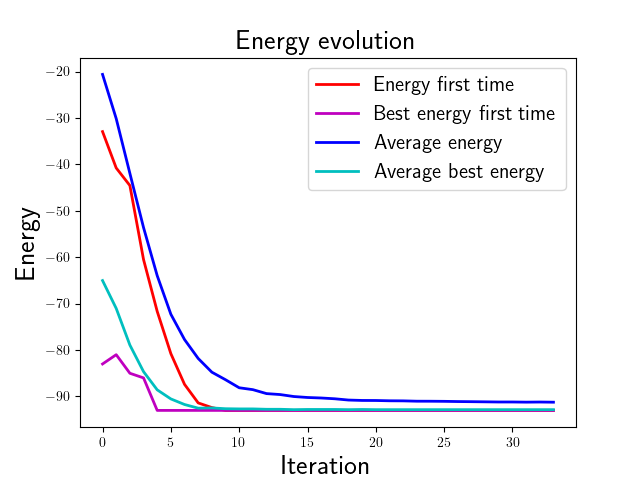 Energy evolution
Energy first time
Best energy first time
Average energy
Average best energy
Energy
−20
−30
−40
−50
−60
−70
−80
−90
0 5 10 15 20 25 30
Iteration